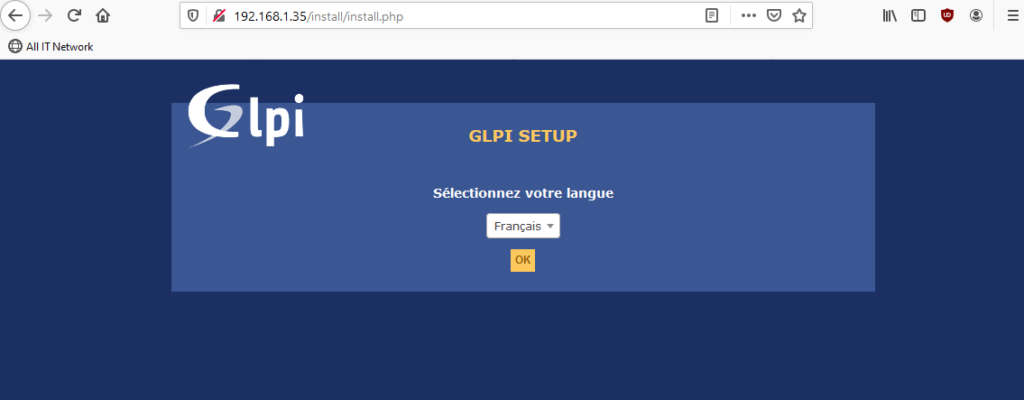 192.168.1.35/install/install.php
All IT Network
Glpi
GLPI SETUP
Sélectionnez votre langue
Français
OK